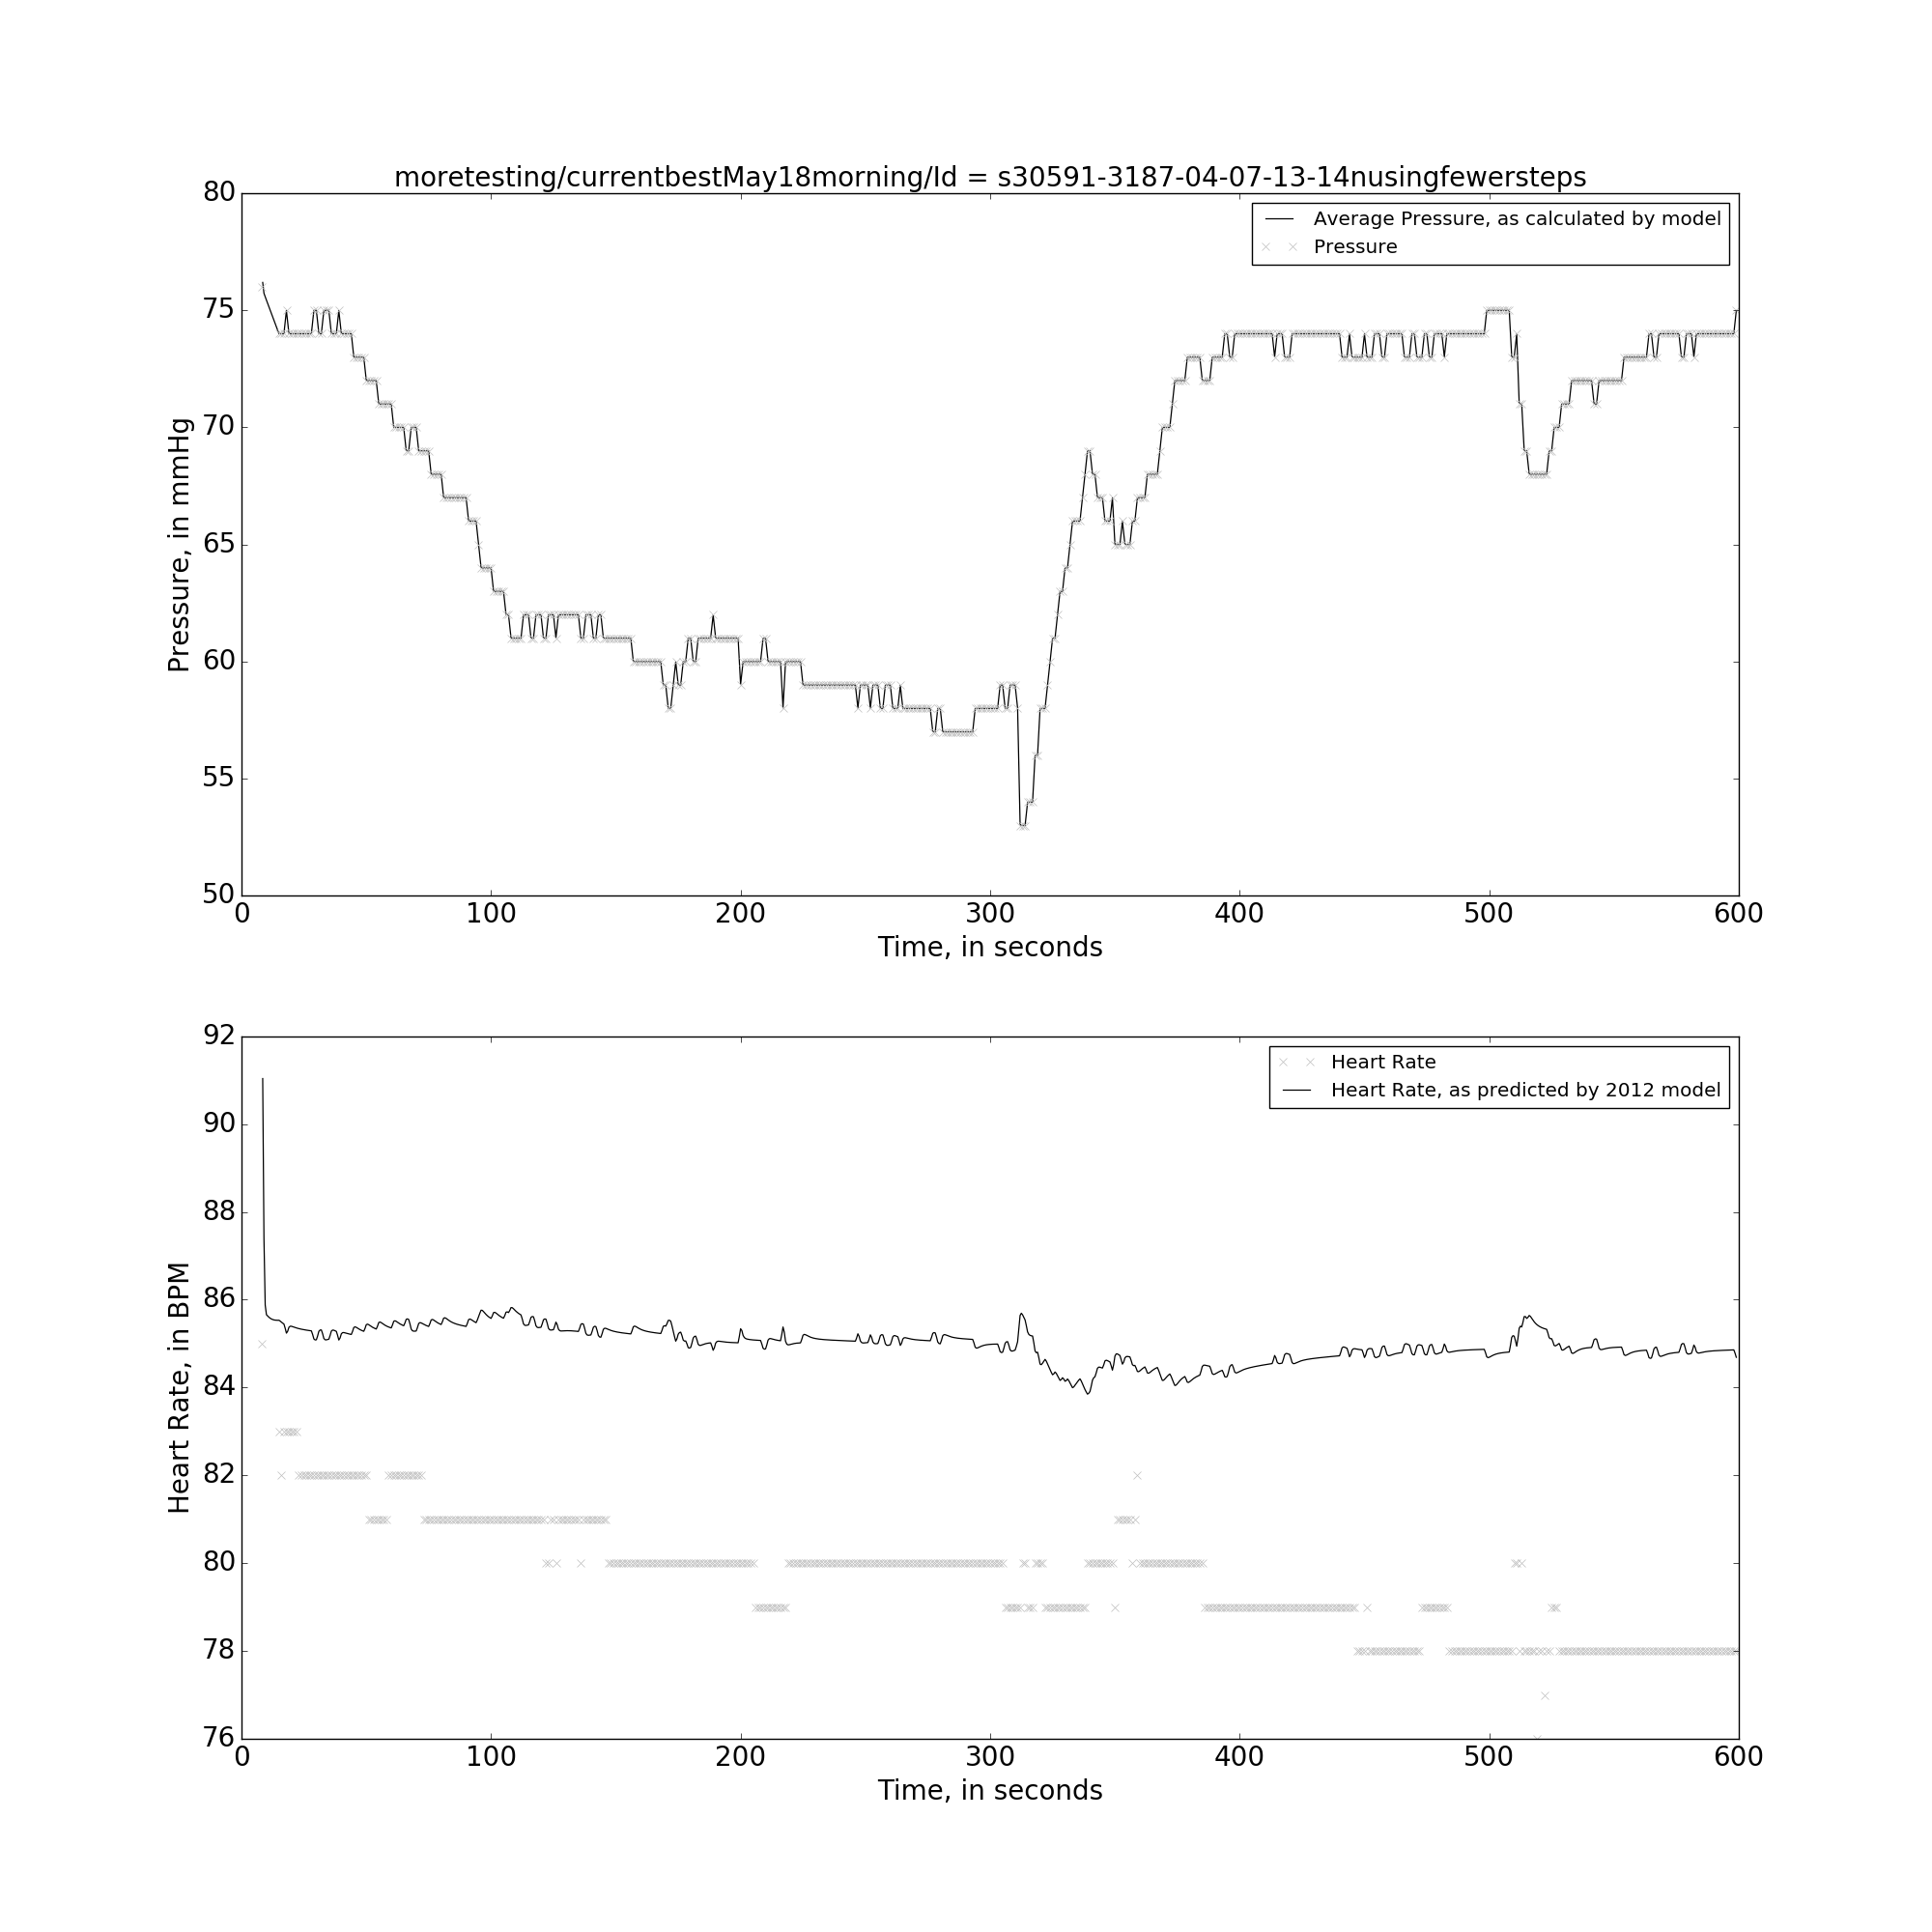 moretesting/currentbestMay18morning/Id = s30591-3187-04-07-13-14nusingfewersteps
80
75
70
65
60
55
50
Pressure, in mmHg
Average Pressure, as calculated by model
Pressure
0 100 200 300 400 500 600
Time, in seconds
92
90
88
86
84
82
80
78
76
Heart Rate, in BPM
Heart Rate
Heart Rate, as predicted by 2012 model
0 100 200 300 400 500 600
Time, in seconds